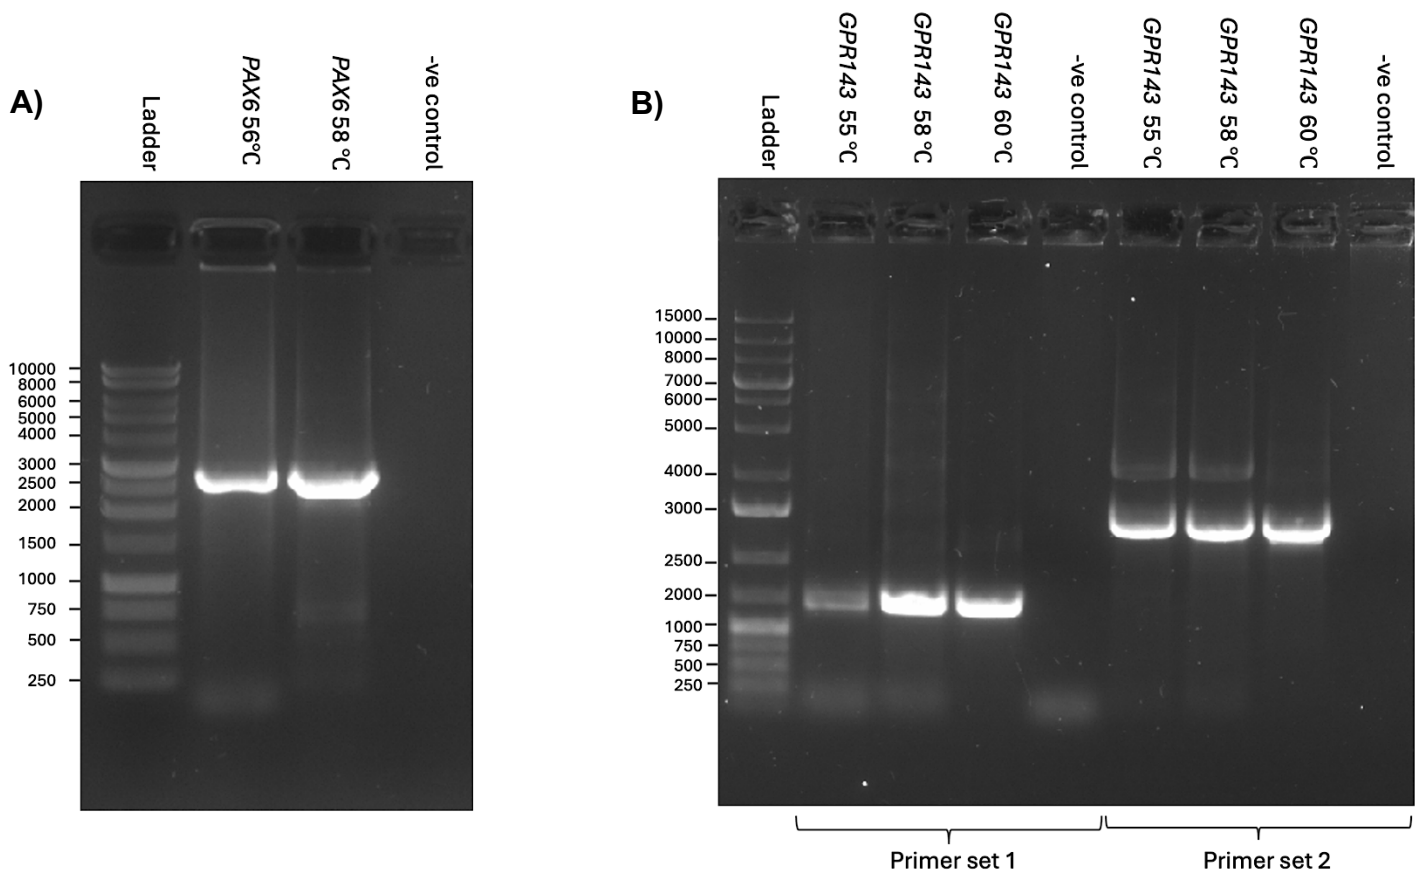 A)
Ladder
PAX6 56°C
PAX6 58 °C
-ve control
10000
8000
6000
5000
4000
3000
2500
2000
1500
1000
750
500
250
B)
Ladder
GPR143 55 °C
GPR143 58 °C
GPR143 60 °C
-ve control
GPR143 55 °C
GPR143 58 °C
GPR143 60 °C
-ve control
15000
10000
8000
7000
6000
5000
4000
3000
2500
2000
1000
750
500
250
Primer set 1
Primer set 2